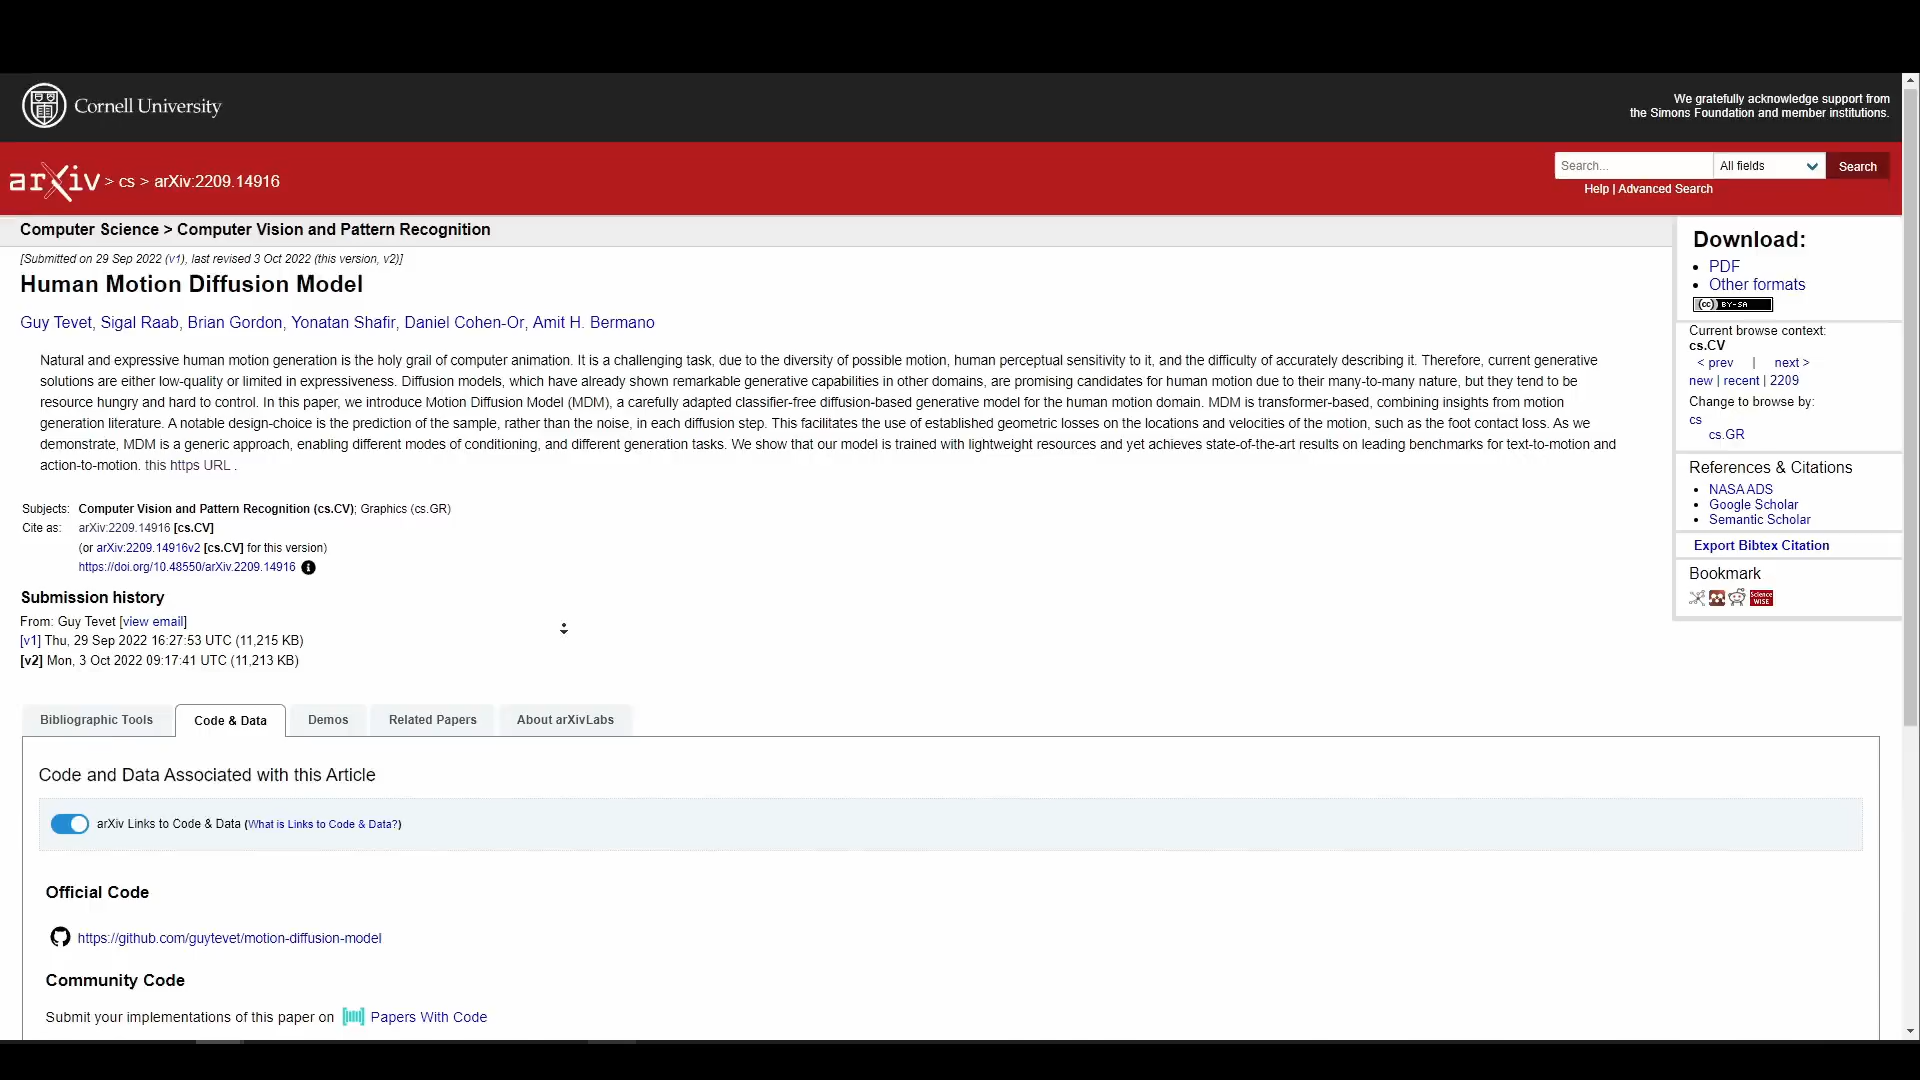 Cornell University
We gratefully acknowledge support from
the Simons Foundation and member institutions.
arXiv > cs > arXiv:2209.14916
Search...
All fields
Search
Help | Advanced Search
Computer Science > Computer Vision and Pattern Recognition
[Submitted on 29 Sep 2022 (v1), last revised 3 Oct 2022 (this version, v2)]
Human Motion Diffusion Model
Guy Tevet, Sigal Raab, Brian Gordon, Yonatan Shafir, Daniel Cohen-Or, Amit H. Bermano
Natural and expressive human motion generation is the holy grail of computer animation. It is a challenging task, due to the diversity of possible motion, human perceptual sensitivity to it, and the difficulty of accurately describing it. Therefore, current generative
solutions are either low-quality or limited in expressiveness. Diffusion models, which have already shown remarkable generative capabilities in other domains, are promising candidates for human motion due to their many-to-many nature, but they tend to be
resource hungry and hard to control. In this paper, we introduce Motion Diffusion Model (MDM), a carefully adapted classifier-free diffusion-based generative model for the human motion domain. MDM is transformer-based, combining insights from motion
generation literature. A notable design-choice is the prediction of the sample, rather than the noise, in each diffusion step. This facilitates the use of established geometric losses on the locations and velocities of the motion, such as the foot contact loss. As we
demonstrate, MDM is a generic approach, enabling different modes of conditioning, and different generation tasks. We show that our model is trained with lightweight resources and yet achieves state-of-the-art results on leading benchmarks for text-to-motion and
action-to-motion. this https URL .
Subjects: Computer Vision and Pattern Recognition (cs.CV); Graphics (cs.GR)
Cite as: arXiv:2209.14916 [cs.CV]
(or arXiv:2209.14916v2 [cs.CV] for this version)
https://doi.org/10.48550/arXiv.2209.14916
Submission history
From: Guy Tevet [view email]
[v1] Thu, 29 Sep 2022 16:27:53 UTC (11,215 KB)
[v2] Mon, 3 Oct 2022 09:17:41 UTC (11,213 KB)
Bibliographic Tools
Code & Data
Demos
Related Papers
About arXivLabs
Code and Data Associated with this Article
arXiv Links to Code & Data (What is Links to Code & Data?)
Official Code
https://github.com/guytevet/motion-diffusion-model
Community Code
Submit your implementations of this paper on Papers With Code
Download:
PDF
Other formats
(cc) BY-SA
Current browse context:
cs.CV
< prev | next >
new | recent | 2209
Change to browse by:
cs
cs.GR
References & Citations
NASA ADS
Google Scholar
Semantic Scholar
Export Bibtex Citation
Bookmark
Science
WISE